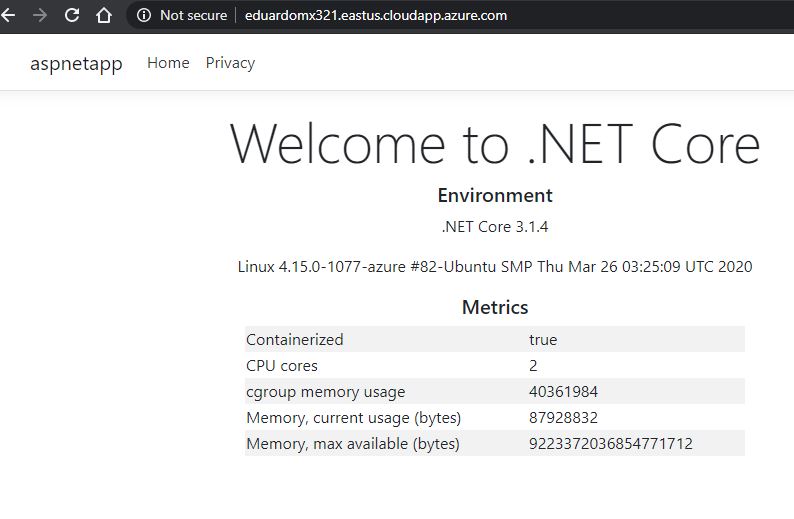 Not secure eduardomx321.eastus.cloudapp.azure.com
aspnetapp Home Privacy
Welcome to .NET Core
Environment
.NET Core 3.1.4
Linux 4.15.0-1077-azure #82-Ubuntu SMP Thu Mar 26 03:25:09 UTC 2020
Metrics
Containerized true
CPU cores 2
cgroup memory usage 40361984
Memory, current usage (bytes) 87928832
Memory, max available (bytes) 9223372036854771712